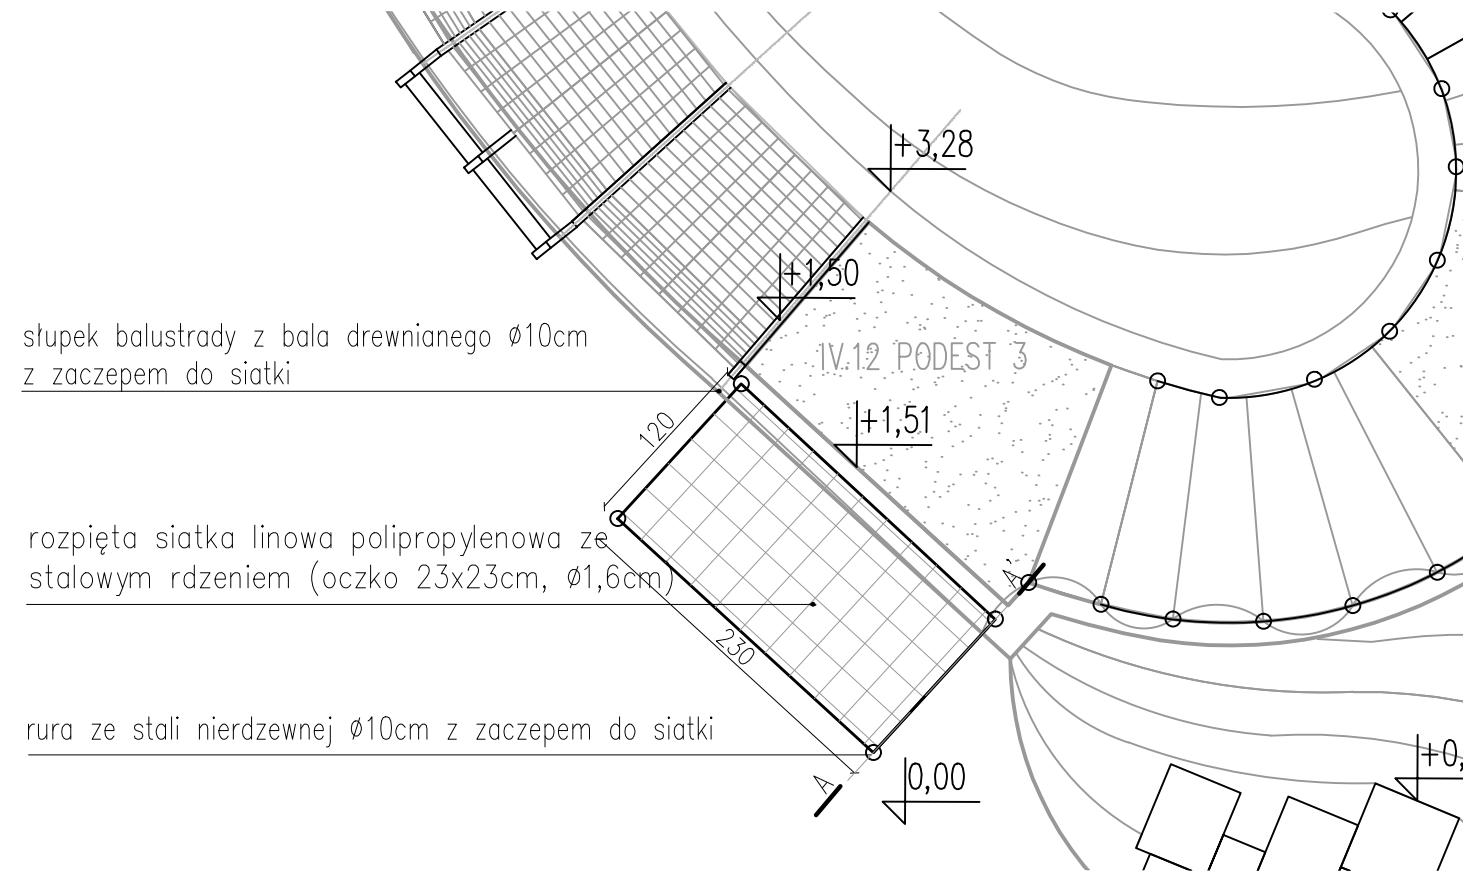 +3,28
+1,50
słupek balustrady z bala drewnianego Ø10cm
z zaczepem do siatki
IV.12 PODEST 3
+1,51
120
rozpięta siatka linowa polipropylenowa ze
stalowym rdzeniem (oczko 23x23cm, Ø1,6cm)
A'
230
rura ze stali nierdzewnej Ø10cm z zaczepem do siatki
A
0,00
+0,